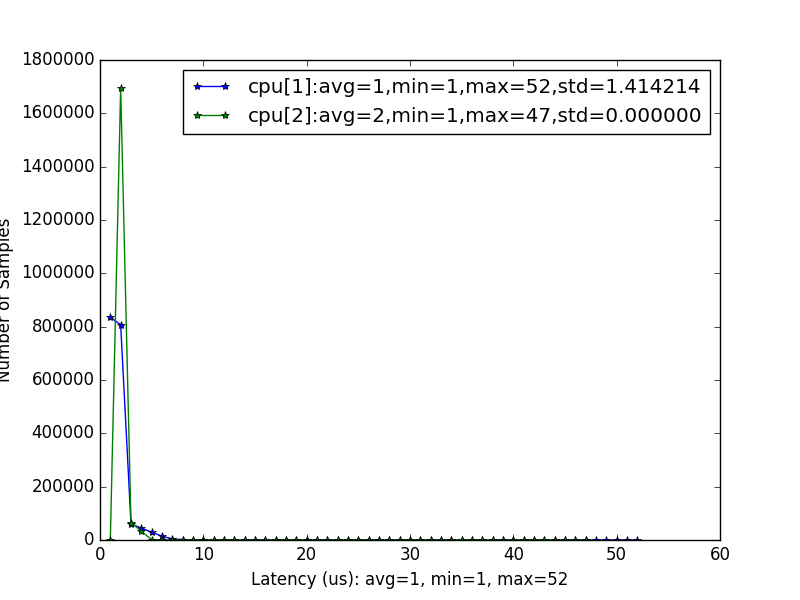 1800000
1600000
1400000
1200000
1000000
800000
600000
400000
200000
0
Number of Samples
cpu[1]:avg=1,min=1,max=52,std=1.414214
cpu[2]:avg=2,min=1,max=47,std=0.000000
0 10 20 30 40 50 60
Latency (us): avg=1, min=1, max=52